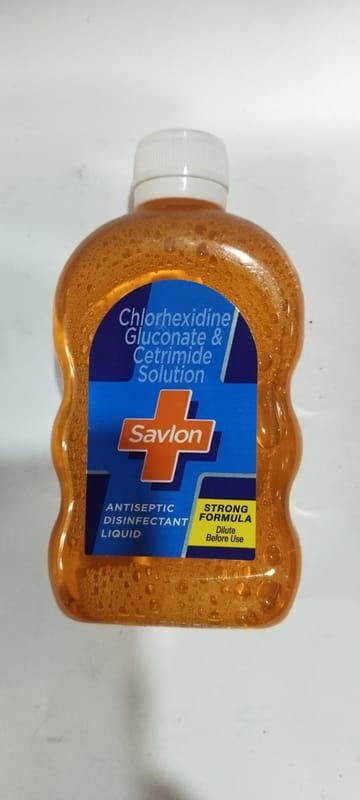 Chlorhexidine
Gluconate &
Cetrimide
Solution
Savlon
ANTISEPTIC
DISINFECTANT
LIQUID
STRONG
FORMULA
Dilute
Before Use